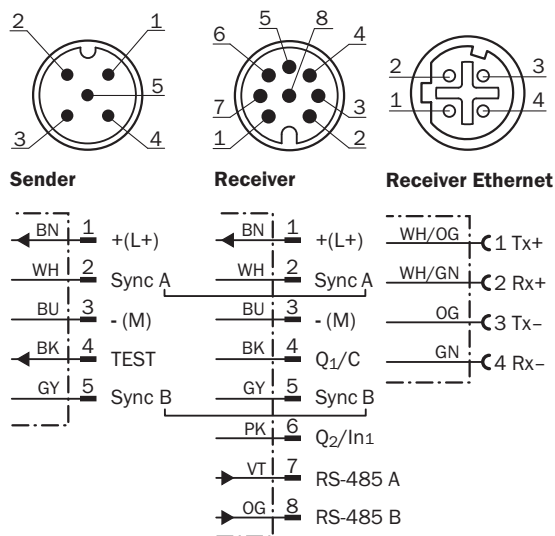 2 1
5
3 4
5 8
6 4
7 3
1 2
2 3
1 4
Sender
BN 1 +(L+)
WH 2 Sync A
BU 3 - (M)
BK 4 TEST
GY 5 Sync B
Receiver
BN 1 +(L+)
WH 2 Sync A
BU 3 - (M)
BK 4 Q1/C
GY 5 Sync B
PK 6 Q2/In1
VT 7 RS-485 A
OG 8 RS-485 B
Receiver Ethernet
WH/OG 1 Tx+
WH/GN 2 Rx+
OG 3 Tx–
GN 4 Rx–